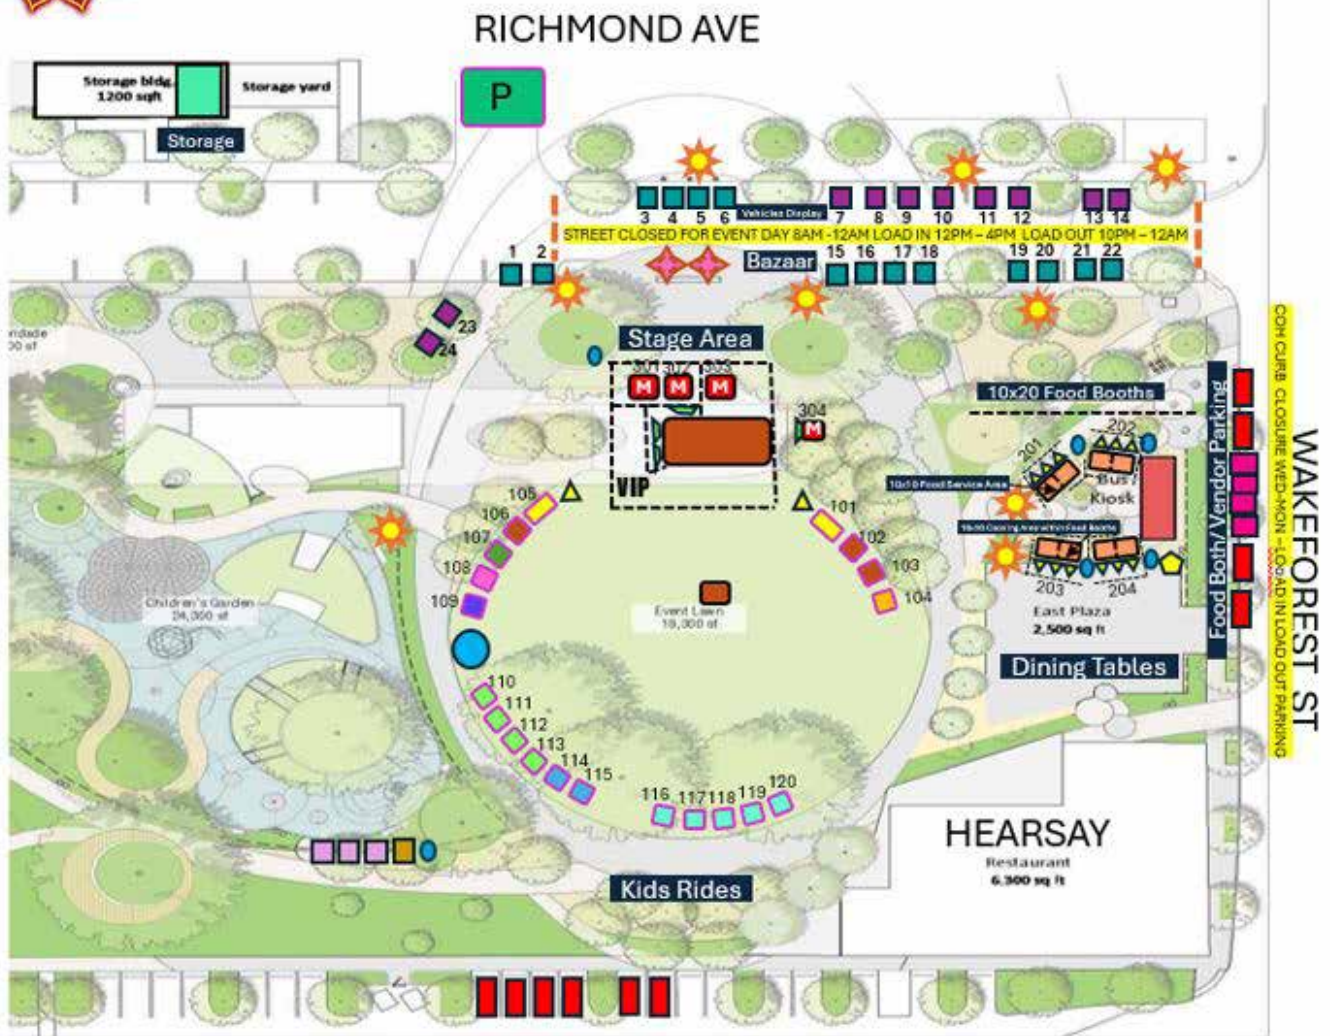 RICHMOND AVE
Storage bldg.
1200 sqft
Storage yard
P
Storage
3 4 5 6
Vehicles Display
7 8 9 10 11 12 13 14
STREET CLOSED FOR EVENT DAY 8AM -12AM LOAD IN 12PM – 4PM LOAD OUT 10PM – 12AM
1 2
Bazaar
15 16 17 18 19 20 21 22
23
24
Stage Area
301 302 303
M M M
304
M
VIP
10x20 Food Booths
201
202
10x10 Food Service Area
Bus /
Kiosk
203
204
East Plaza
2,500 sq ft
Dining Tables
Food Both/Vendor Parking
COH CURB CLOSURE WED-MON – LOAD IN LOAD OUT PARKING
WAKEFOREST ST
105
106
107
108
109
101
102
103
104
Children's Garden
Event Lawn
110
111
112
113
114
115
116 117 118 119 120
Kids Rides
HEARSAY
Restaurant
6,300 sq ft